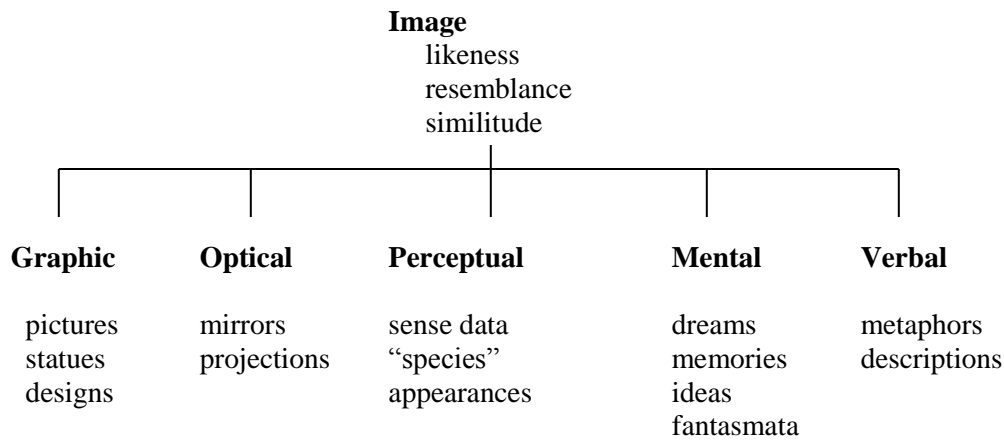 Image
likeness
resemblance
similitude
Graphic Optical Perceptual Mental Verbal
pictures mirrors sense data dreams metaphors
statues projections “species” memories descriptions
designs appearances ideas
fantasmata